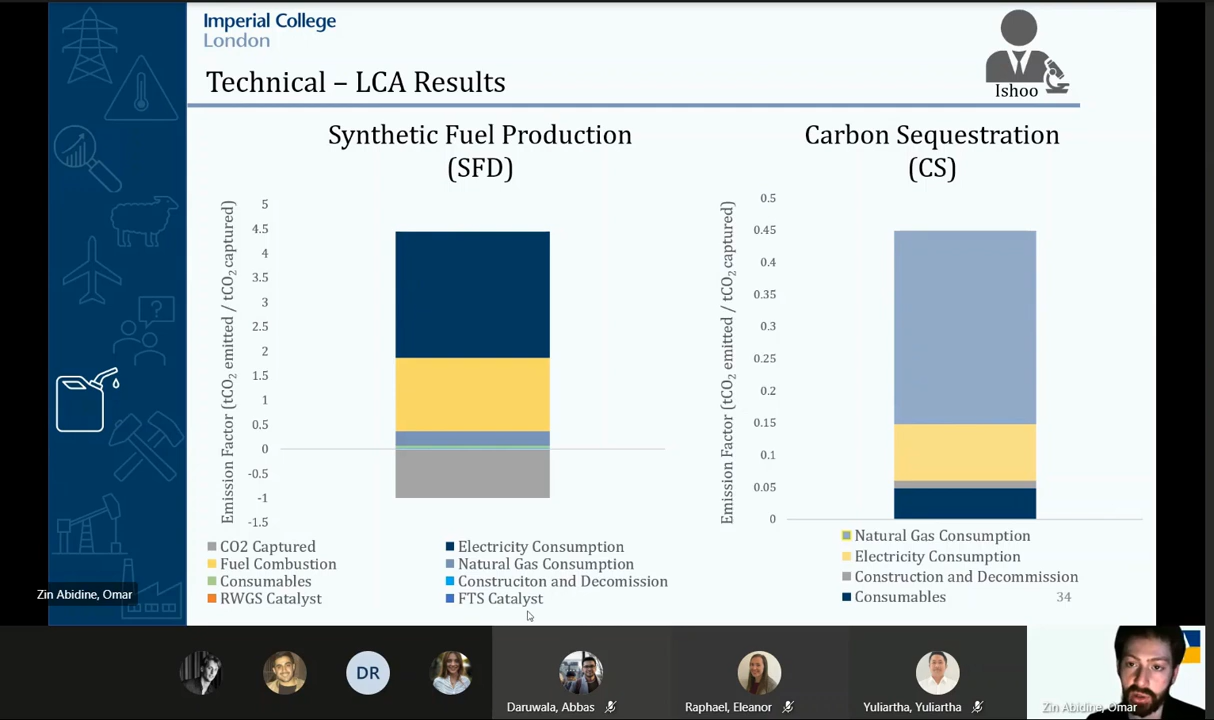 Imperial College
London
Ishoo
Technical – LCA Results
Synthetic Fuel Production
(SFD)
Emission Factor (tCO₂ emitted / tCO₂ captured)
5
4.5
4
3.5
3
2.5
2
1.5
1
0.5
0
-0.5
-1
-1.5
CO2 Captured
Electricity Consumption
Fuel Combustion
Natural Gas Consumption
Consumables
Construciton and Decomission
RWGS Catalyst
FTS Catalyst
Carbon Sequestration
(CS)
Emission Factor (tCO₂ emitted / tCO₂ captured)
0.5
0.45
0.4
0.35
0.3
0.25
0.2
0.15
0.1
0.05
0
Natural Gas Consumption
Electricity Consumption
Construction and Decommission
Consumables
34
Zin Abidine, Omar
DR
Daruwala, Abbas
Raphael, Eleanor
Yuliartha, Yuliartha
Zin Abidine, Omar